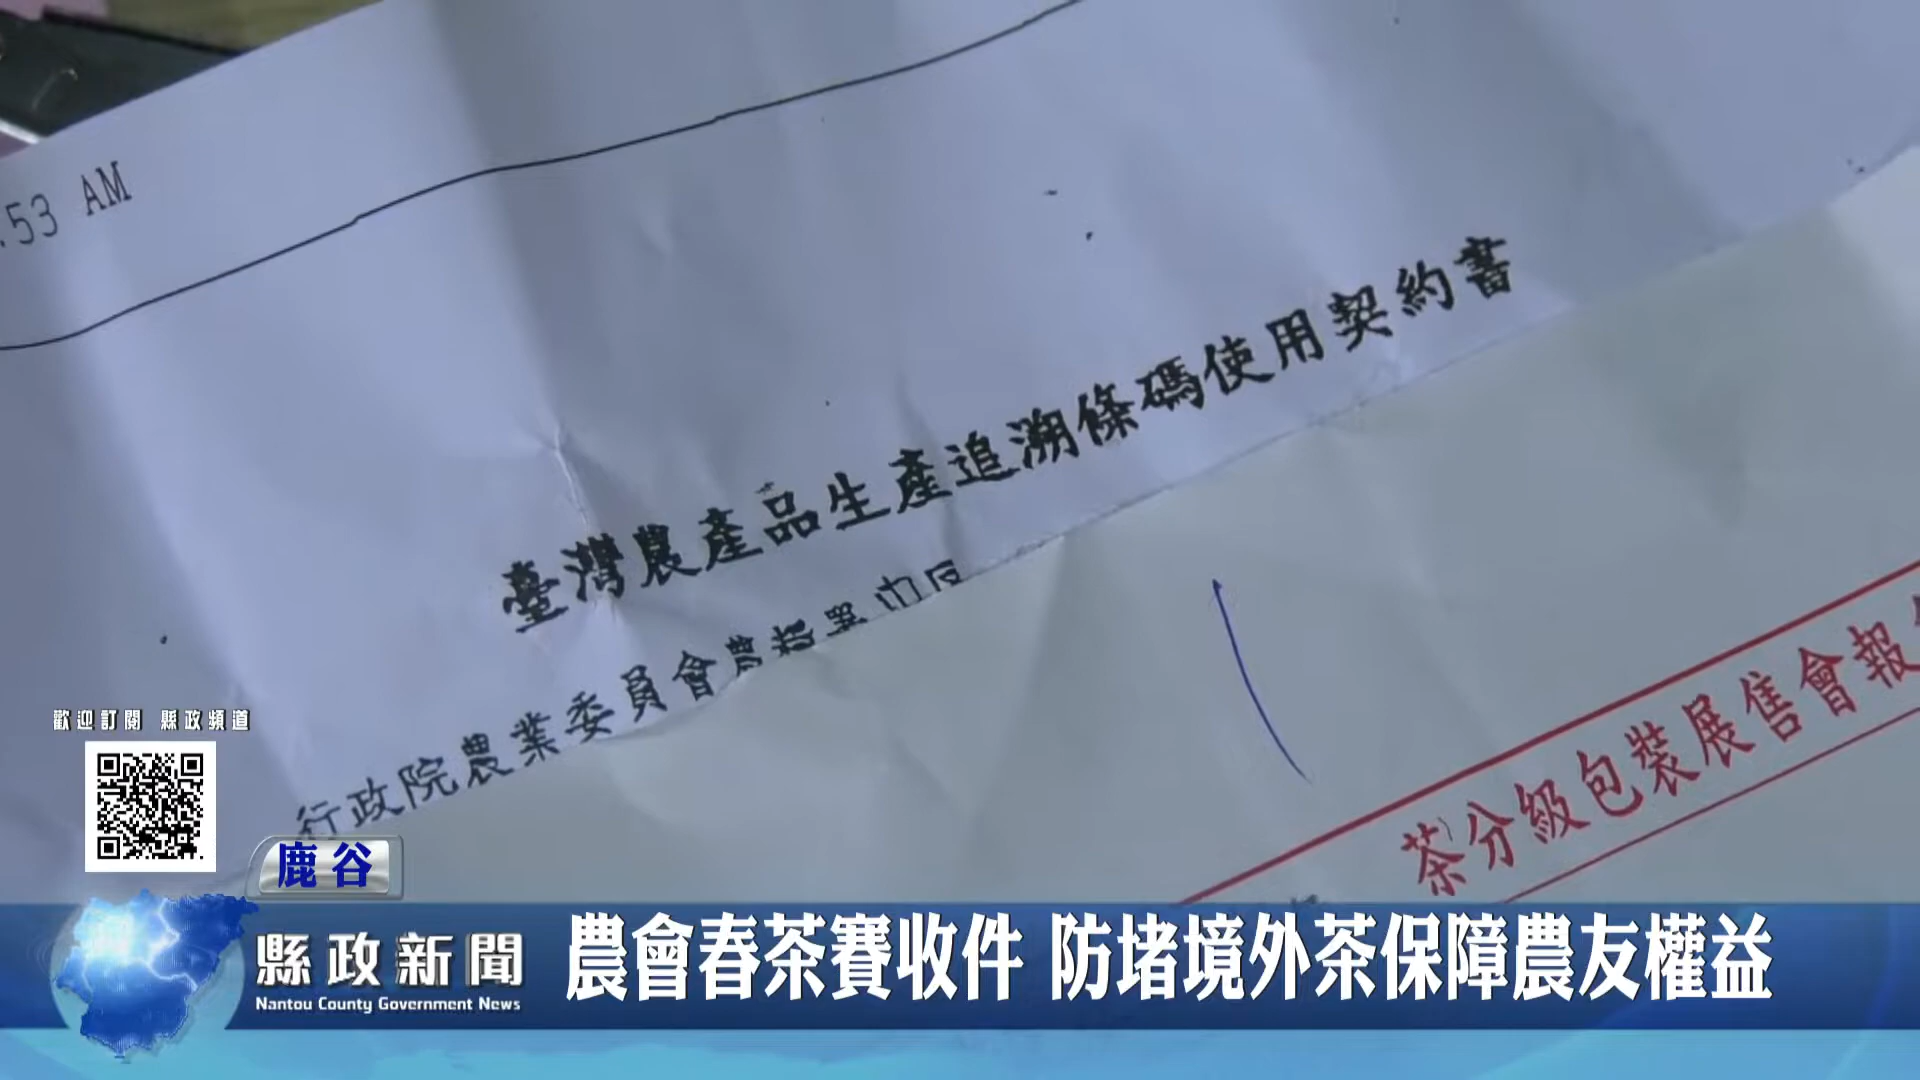 .53 AM
臺灣農產品生產追溯條碼使用契約書
行政院農業委員會農糧署
茶分級包裝展售會報
歡迎訂閱 縣政頻道
鹿谷
縣政新聞
Nantou County Government News
農會春茶賽收件 防堵境外茶保障農友權益